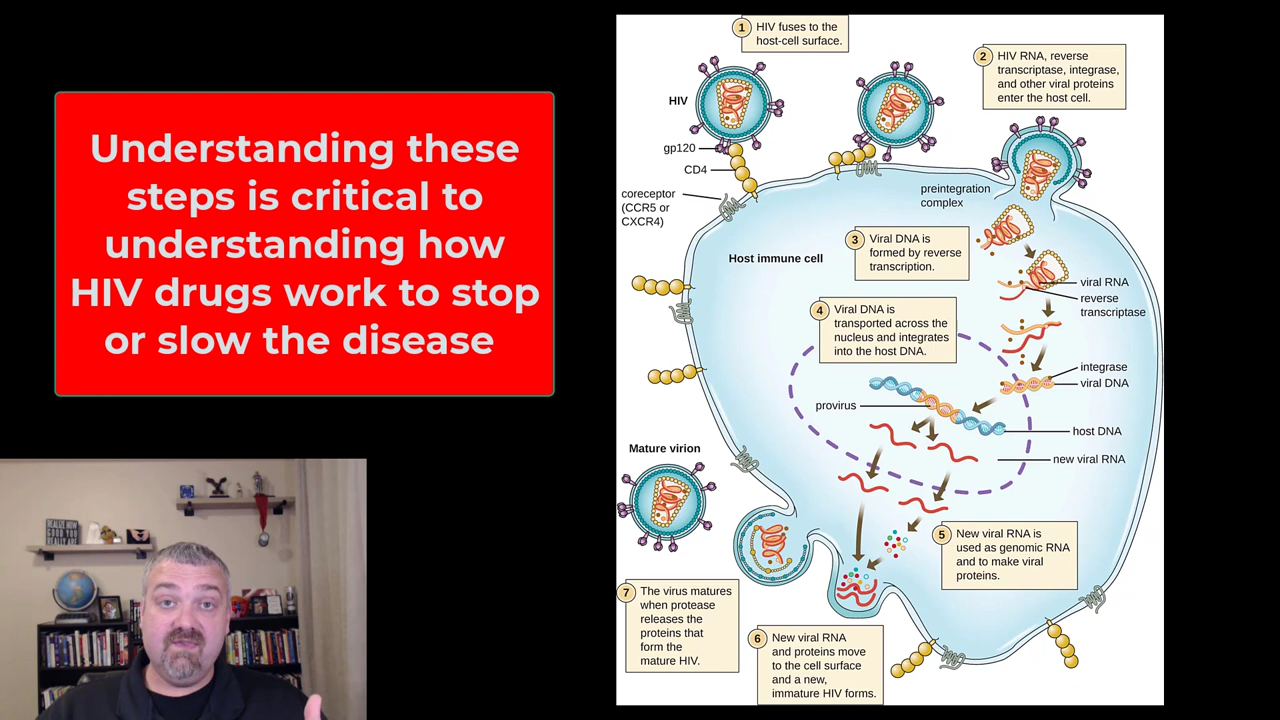 Understanding these
steps is critical to
understanding how
HIV drugs work to stop
or slow the disease
1 HIV fuses to the
host-cell surface.
2 HIV RNA, reverse
transcriptase, integrase,
and other viral proteins
enter the host cell.
HIV
gp120
CD4
coreceptor
(CCR5 or
CXCR4)
preintegration
complex
Host immune cell
3 Viral DNA is
formed by reverse
transcription.
viral RNA
reverse
transcriptase
4 Viral DNA is
transported across the
nucleus and integrates
into the host DNA.
integrase
viral DNA
provirus
host DNA
new viral RNA
Mature virion
5 New viral RNA is
used as genomic RNA
and to make viral
proteins.
7 The virus matures
when protease
releases the
proteins that
form the
mature HIV.
6 New viral RNA
and proteins move
to the cell surface
and a new,
immature HIV forms.
REALIZE HOW
GOOD YOU
REALLY ARE